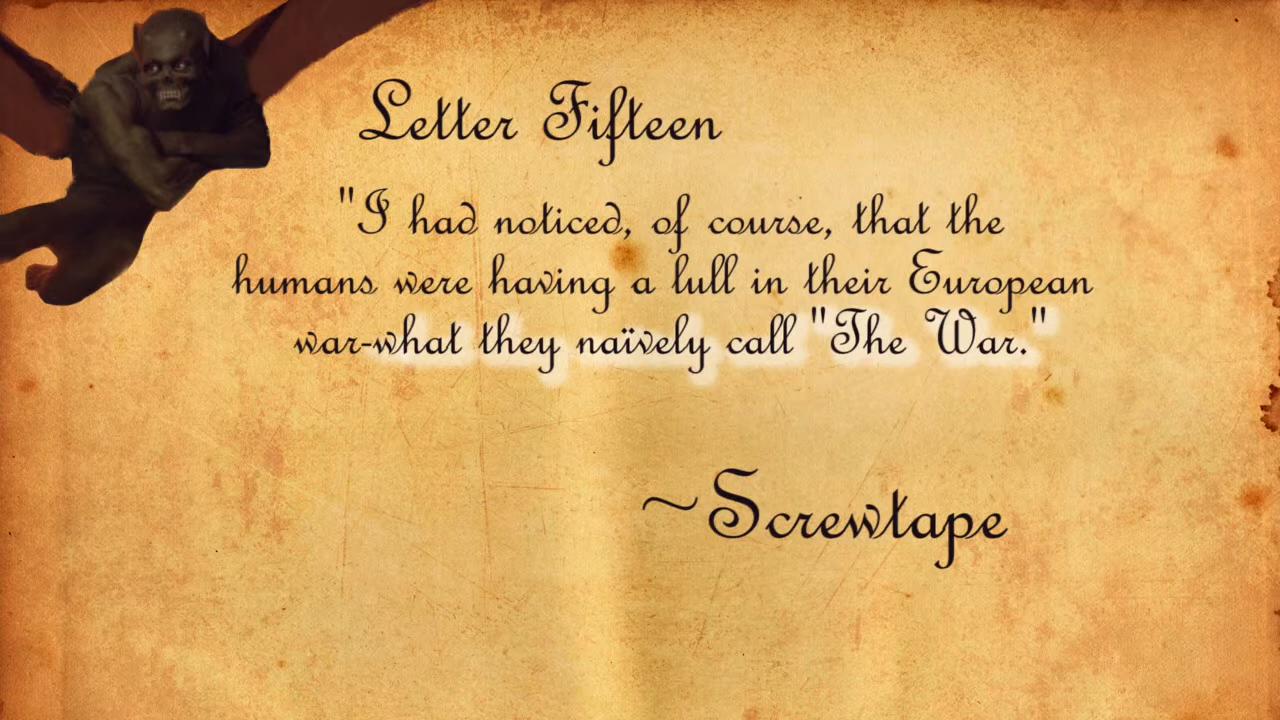 Letter Fifteen
"I had noticed, of course, that the
humans were having a lull in their European
war-what they naïvely call "The War."
~Screwtape